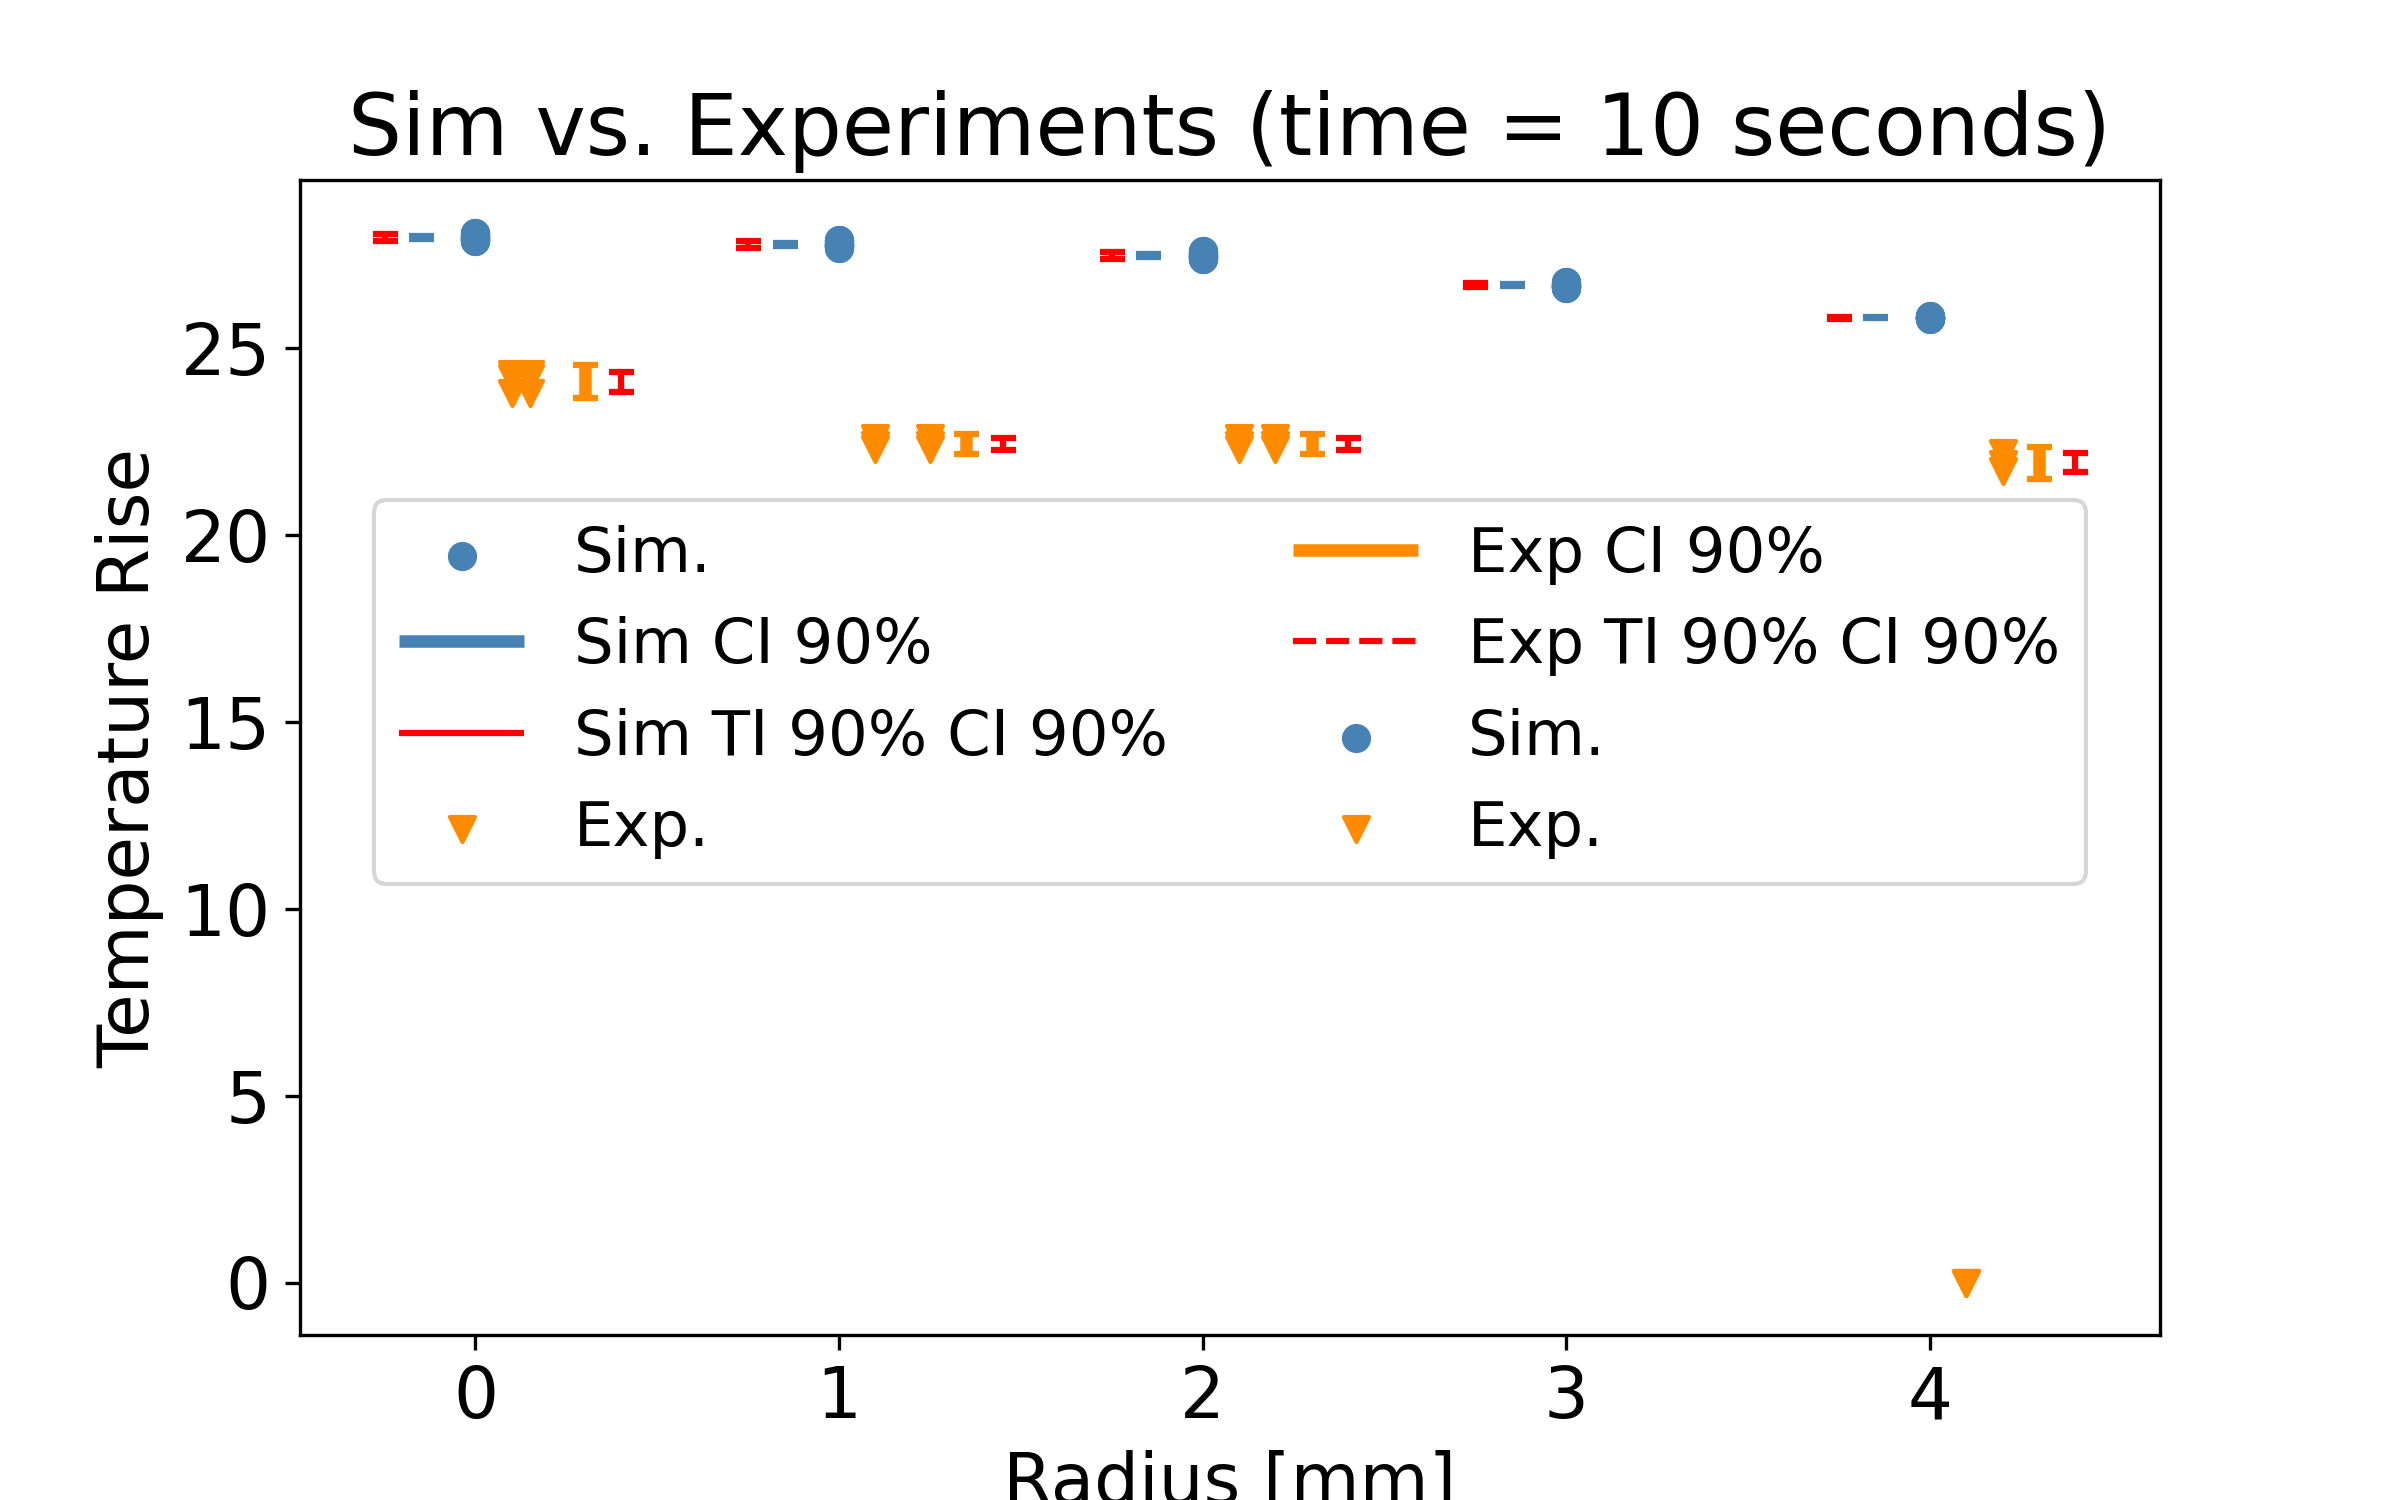 Sim vs. Experiments (time = 10 seconds)
Temperature Rise
25
20
15
10
5
0
Sim.
Sim CI 90%
Sim TI 90% CI 90%
Exp.
Exp CI 90%
Exp TI 90% CI 90%
Sim.
Exp.
0 1 2 3 4
Radius [mm]